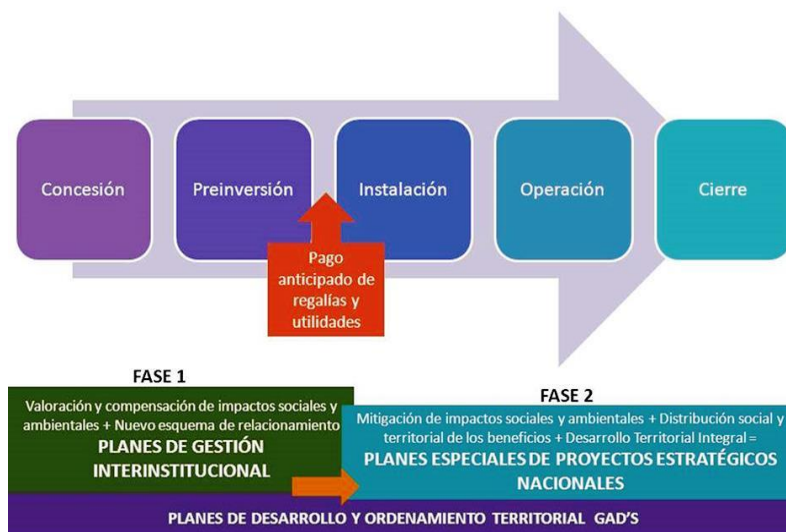 Concesión
Preinversión
Instalación
Operación
Cierre
Pago
anticipado de
regalías y
utilidades
FASE 1
Valoración y compensación de impactos sociales y
ambientales + Nuevo esquema de relacionamiento
PLANES DE GESTIÓN
INTERINSTITUCIONAL
FASE 2
Mitigación de impactos sociales y ambientales + Distribución social y
territorial de los beneficios + Desarrollo Territorial Integral =
PLANES ESPECIALES DE PROYECTOS ESTRATÉGICOS
NACIONALES
PLANES DE DESARROLLO Y ORDENAMIENTO TERRITORIAL GAD'S